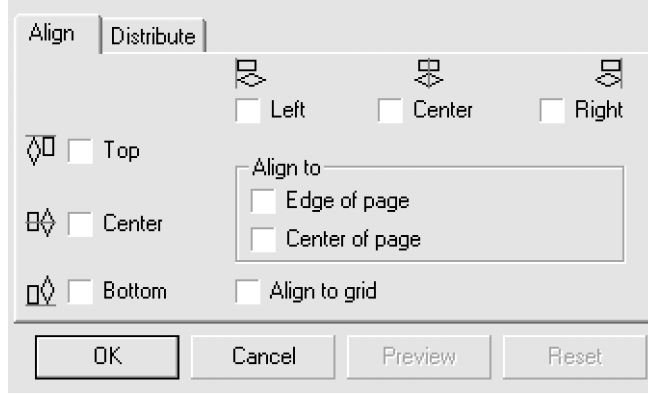 Align Distribute
Left Center Right
Top
Align to
Edge of page
Center
Center of page
Bottom Align to grid
OK Cancel Preview Reset